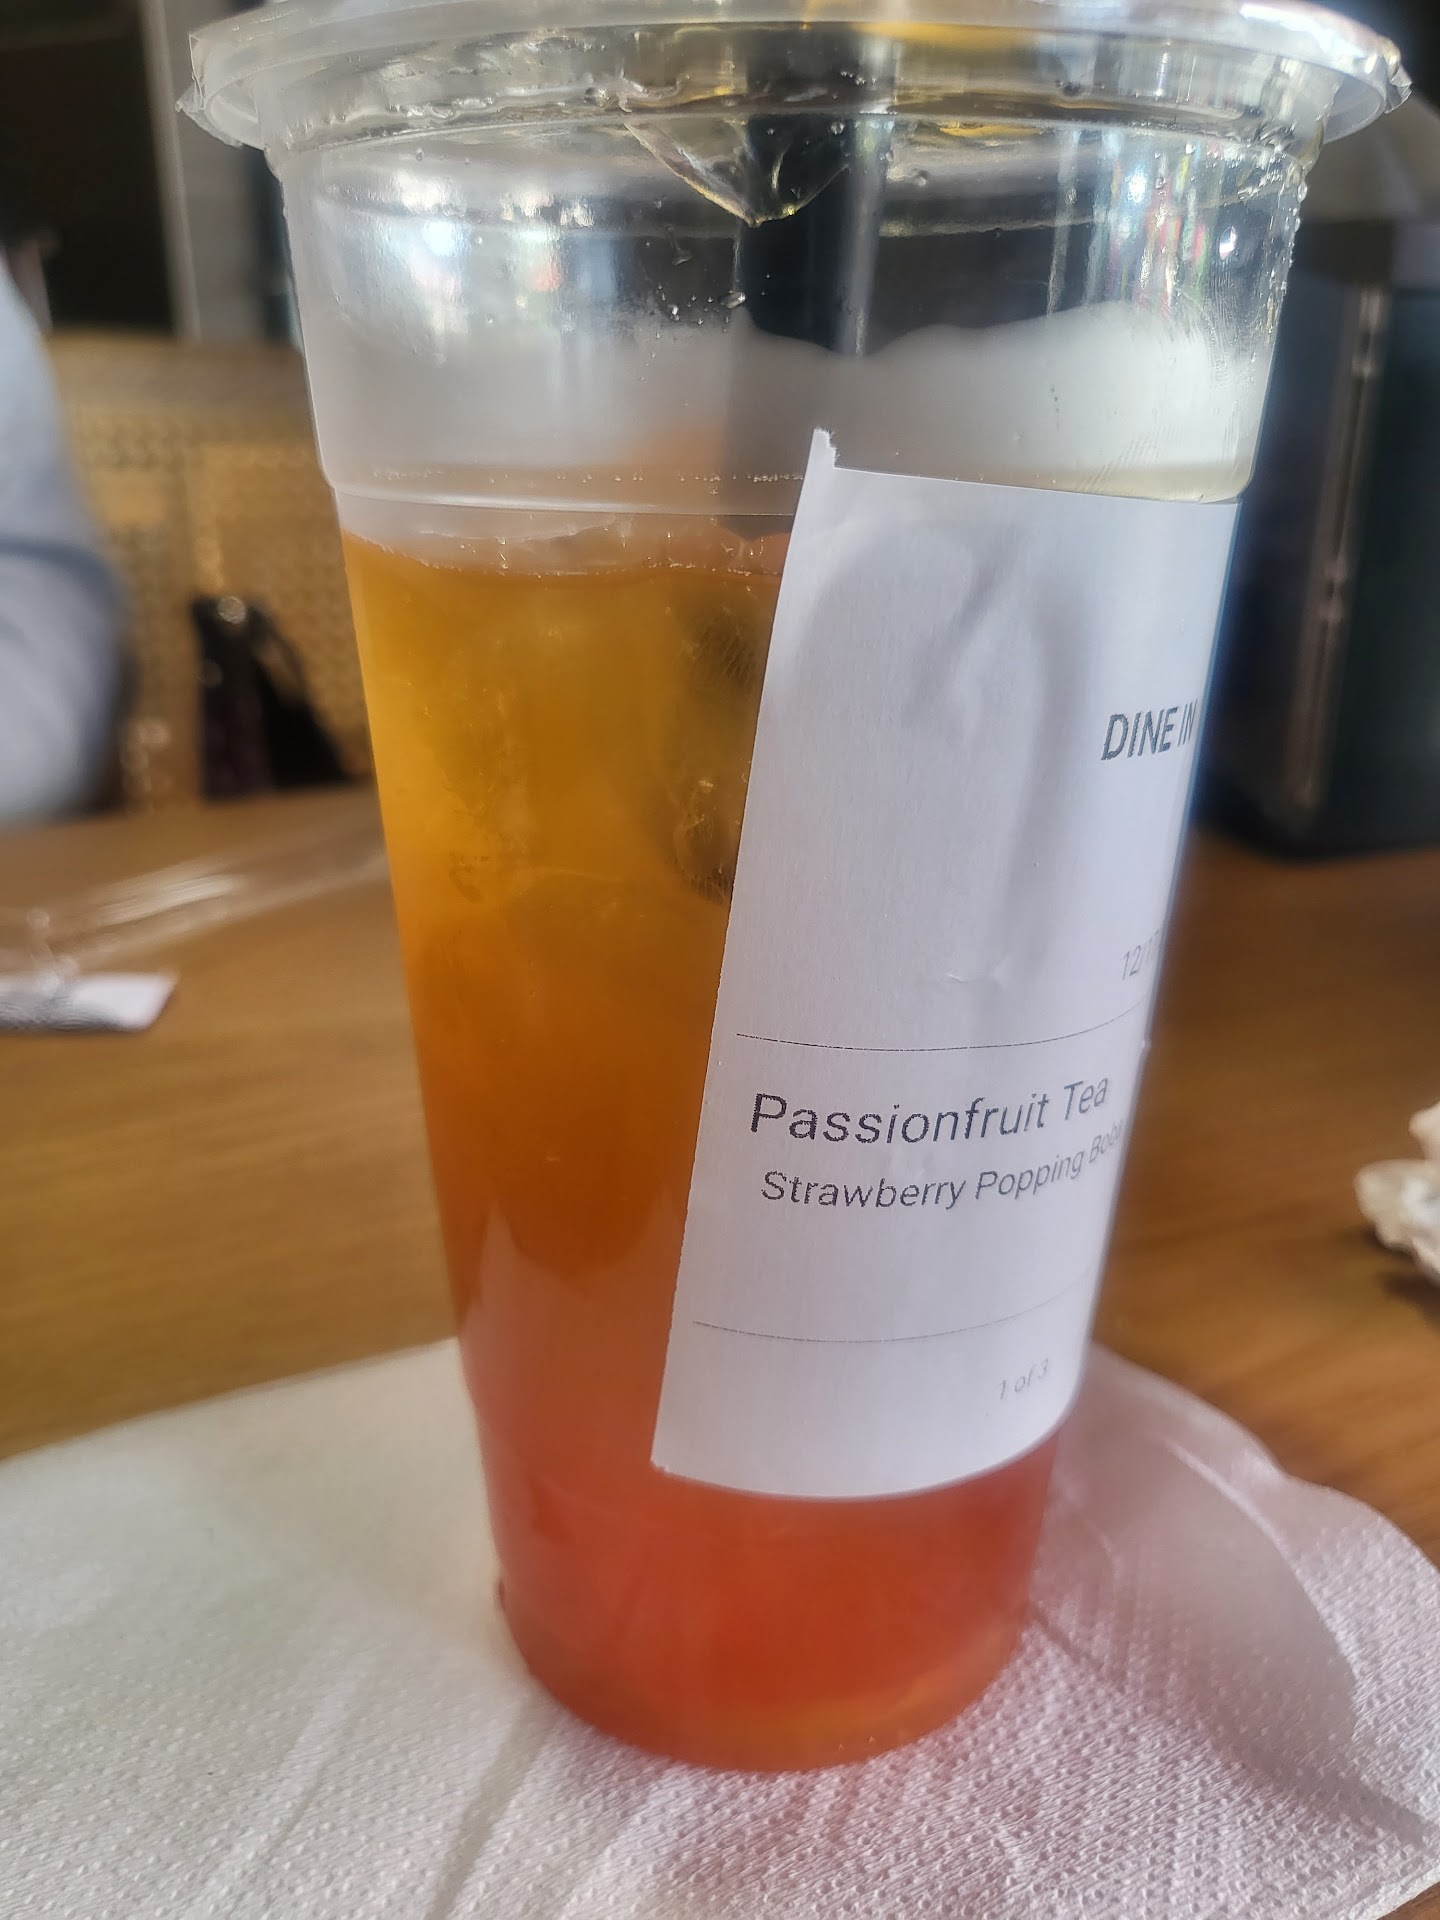 DINE IN
Passionfruit Tea
Strawberry Popping
1 of 3